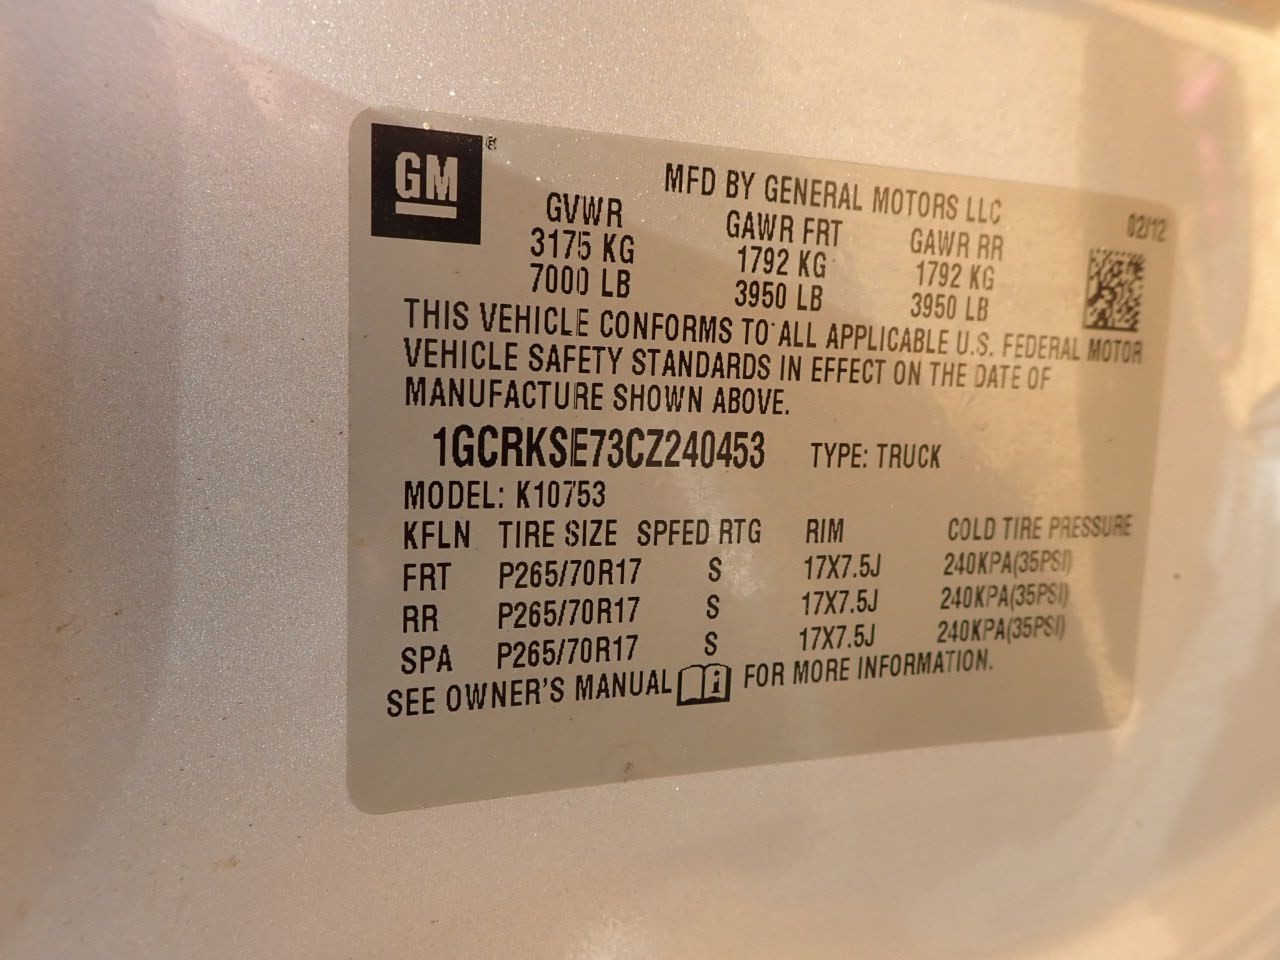 GM®
MFD BY GENERAL MOTORS LLC
02/12
GVWR GAWR FRT GAWR RR
3175 KG 1792 KG 1792 KG
7000 LB 3950 LB 3950 LB
THIS VEHICLE CONFORMS TO ALL APPLICABLE U.S. FEDERAL MOTOR
VEHICLE SAFETY STANDARDS IN EFFECT ON THE DATE OF
MANUFACTURE SHOWN ABOVE.
1GCRKSE73CZ240453 TYPE: TRUCK
MODEL: K10753
KFLN TIRE SIZE SPFED RTG RIM COLD TIRE PRESSURE
FRT P265/70R17 S 17X7.5J 240KPA(35PSI)
RR P265/70R17 S 17X7.5J 240KPA(35PSI)
SPA P265/70R17 S 17X7.5J 240KPA(35PSI)
SEE OWNER'S MANUAL i FOR MORE INFORMATION.